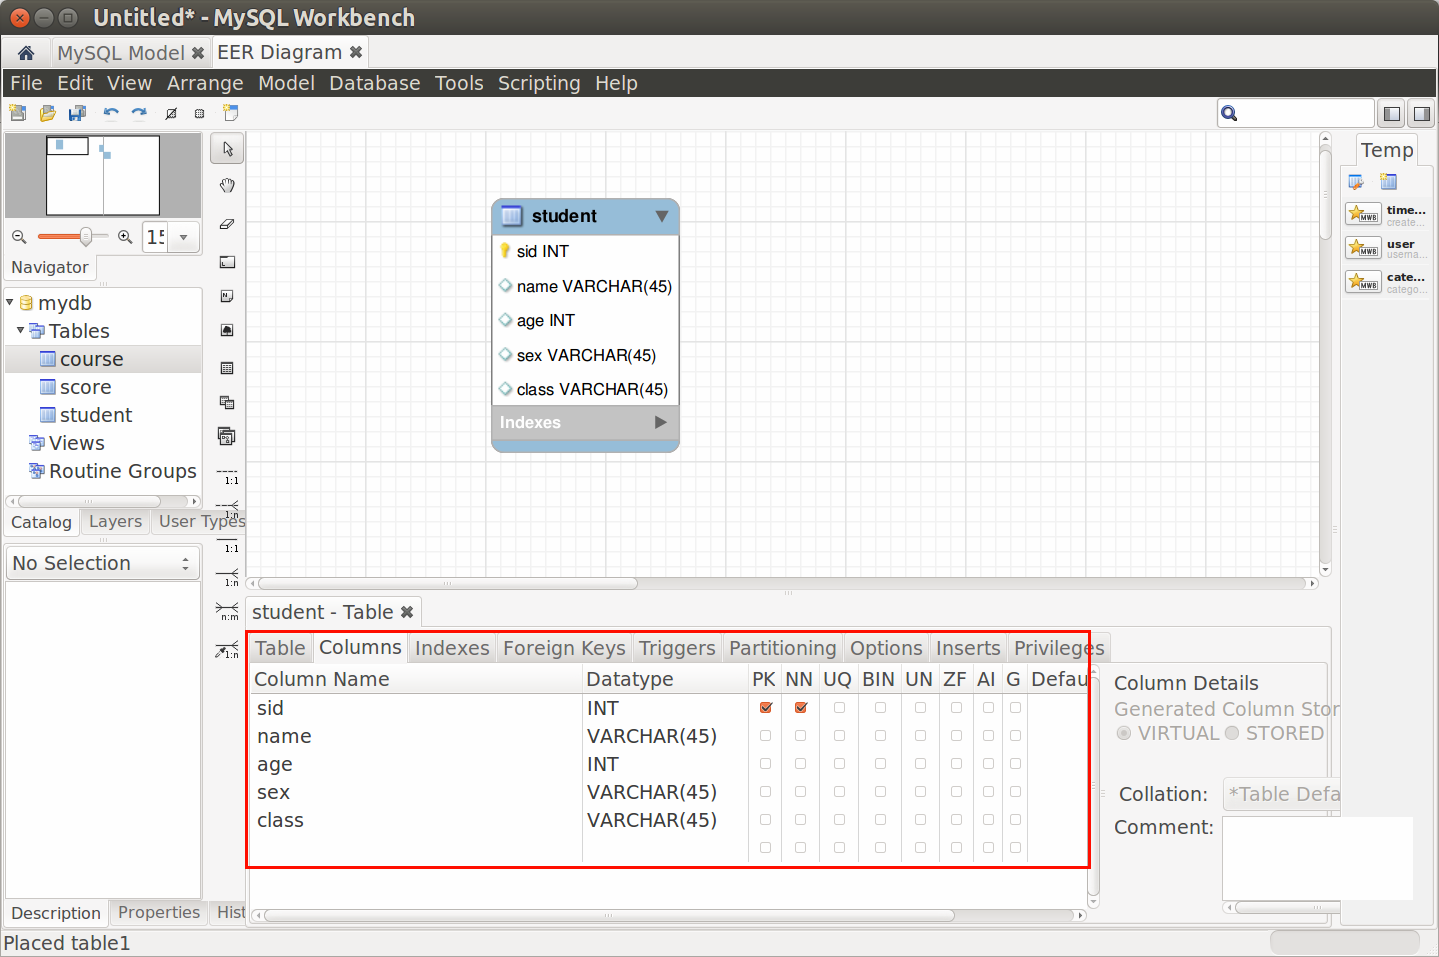 Untitled* - MySQL Workbench
MySQL Model EER Diagram
File Edit View Arrange Model Database Tools Scripting Help
Temp
time...
create...
user
userna...
cate...
catego...
Navigator
mydb
Tables
course
score
student
Views
Routine Groups
Catalog Layers User Types
No Selection
Description Properties Hist
1:1
1:n
1:1
1:n
n:m
1:n
student
sid INT
name VARCHAR(45)
age INT
sex VARCHAR(45)
class VARCHAR(45)
Indexes
student - Table
Table Columns Indexes Foreign Keys Triggers Partitioning Options Inserts Privileges
Column Name Datatype PK NN UQ BIN UN ZF AI G Defau
sid INT
name VARCHAR(45)
age INT
sex VARCHAR(45)
class VARCHAR(45)
Column Details
Generated Column Stor
VIRTUAL STORED
Collation: *Table Defa
Comment:
Placed table1